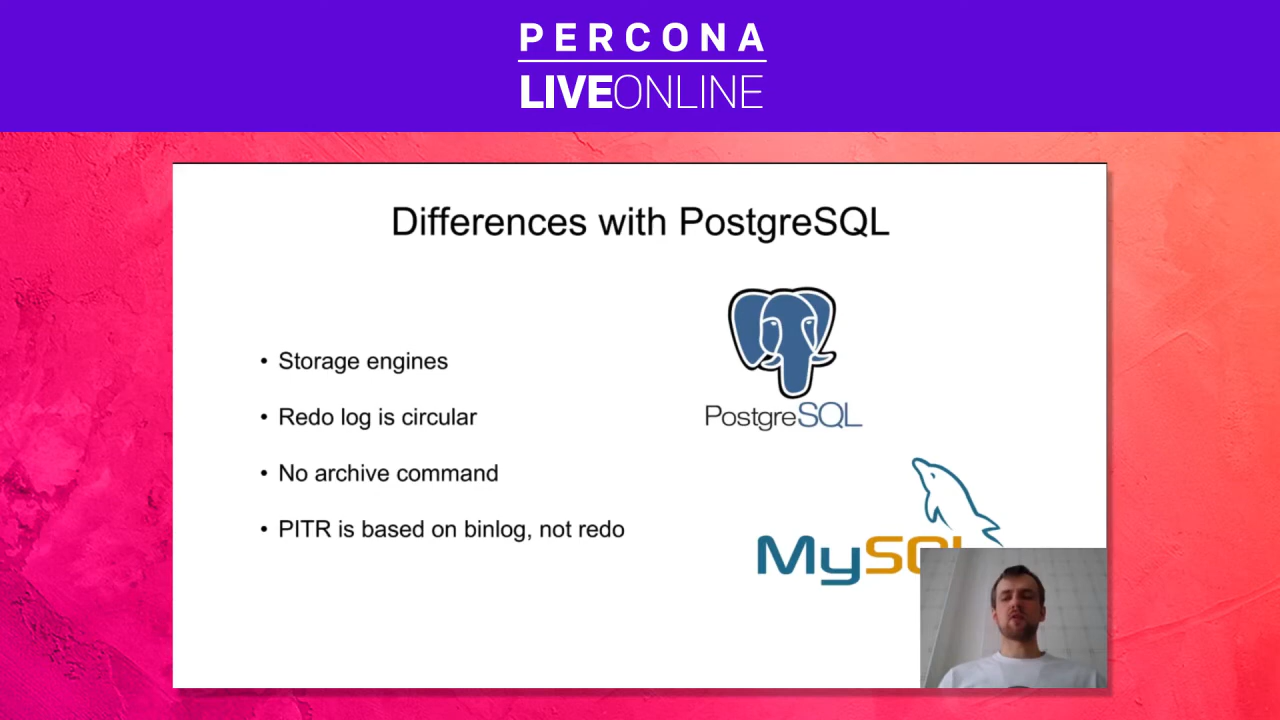 PERCONA
LIVEONLINE
Differences with PostgreSQL
• Storage engines
• Redo log is circular
• No archive command
• PITR is based on binlog, not redo
PostgreSQL
MySQL